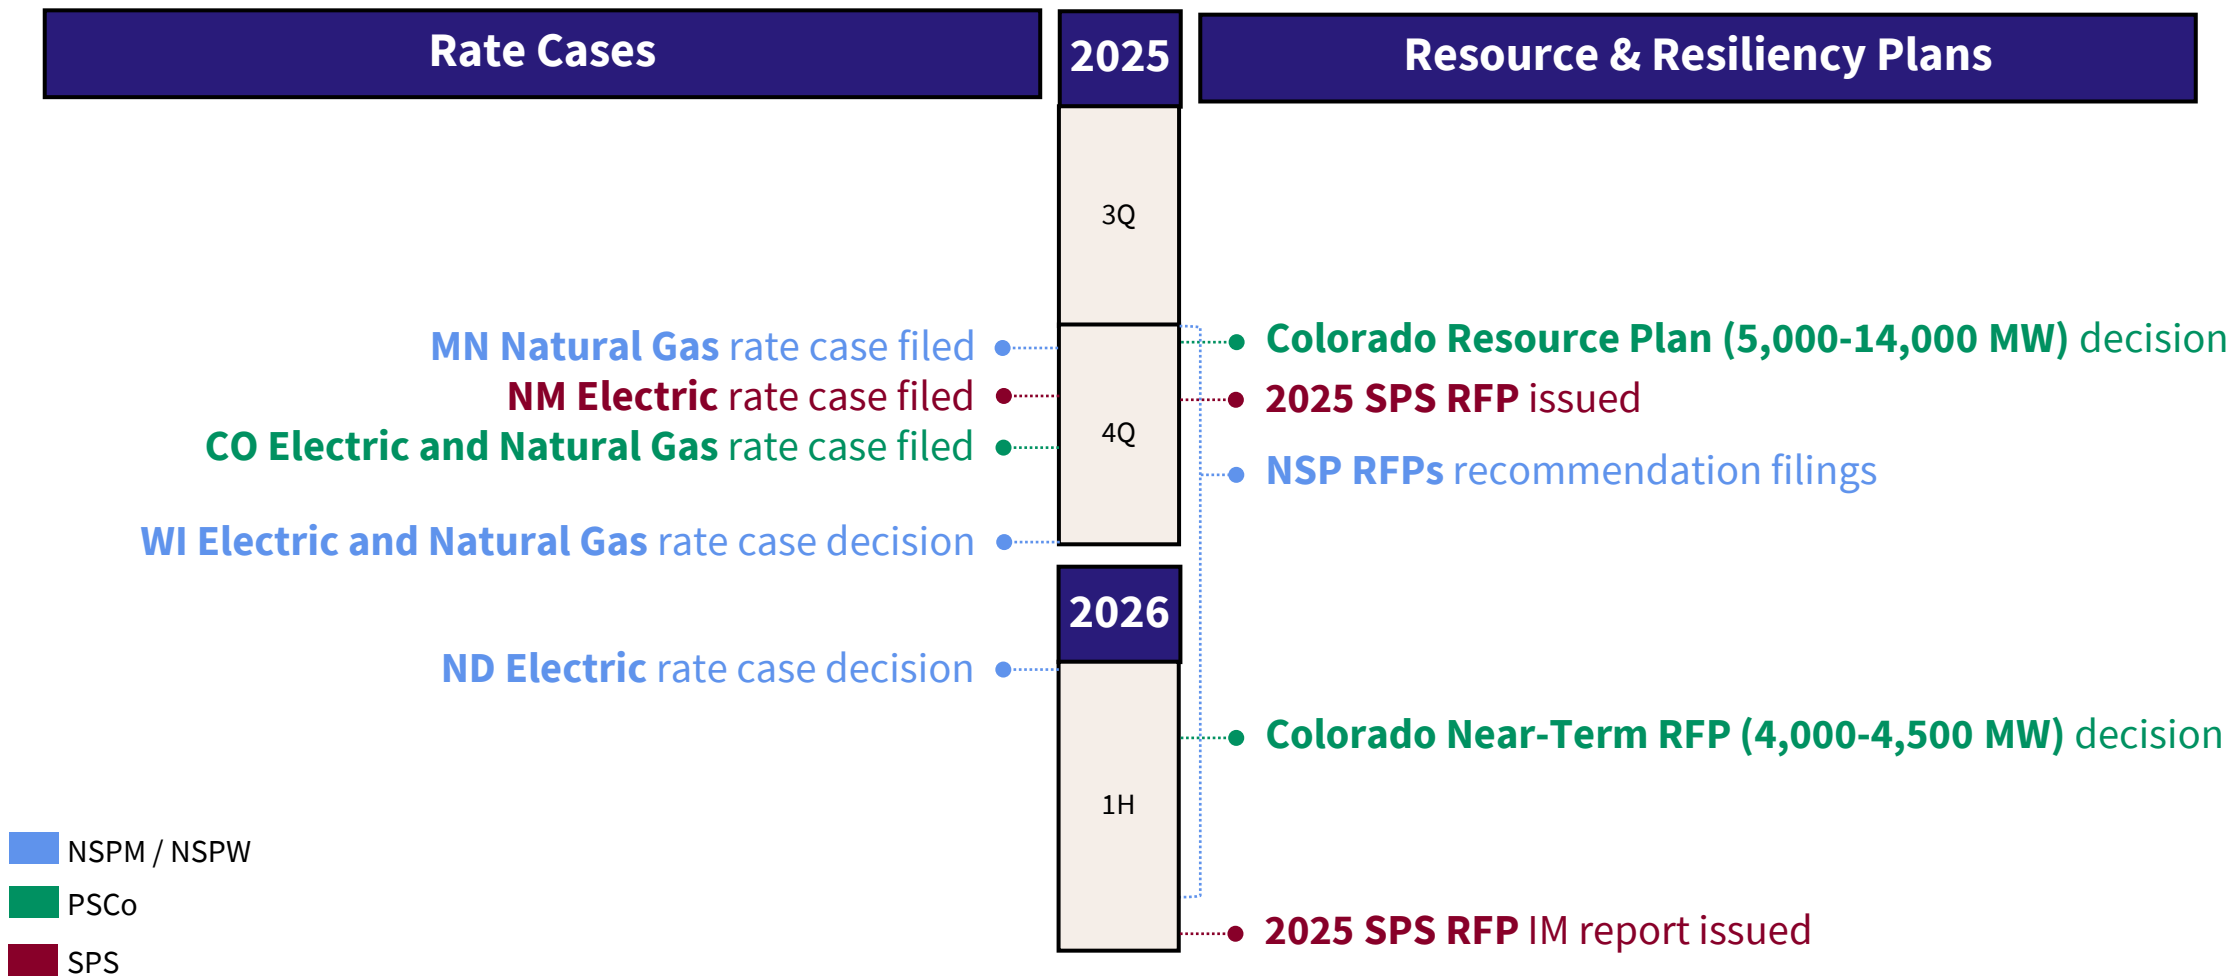 Rate Cases
2025
Resource & Resiliency Plans
3Q
MN Natural Gas rate case filed
NM Electric rate case filed
CO Electric and Natural Gas rate case filed
WI Electric and Natural Gas rate case decision
4Q
Colorado Resource Plan (5,000-14,000 MW) decision
2025 SPS RFP issued
NSP RFPs recommendation filings
2026
ND Electric rate case decision
1H
Colorado Near-Term RFP (4,000-4,500 MW) decision
2025 SPS RFP IM report issued
NSPM / NSPW
PSCo
SPS